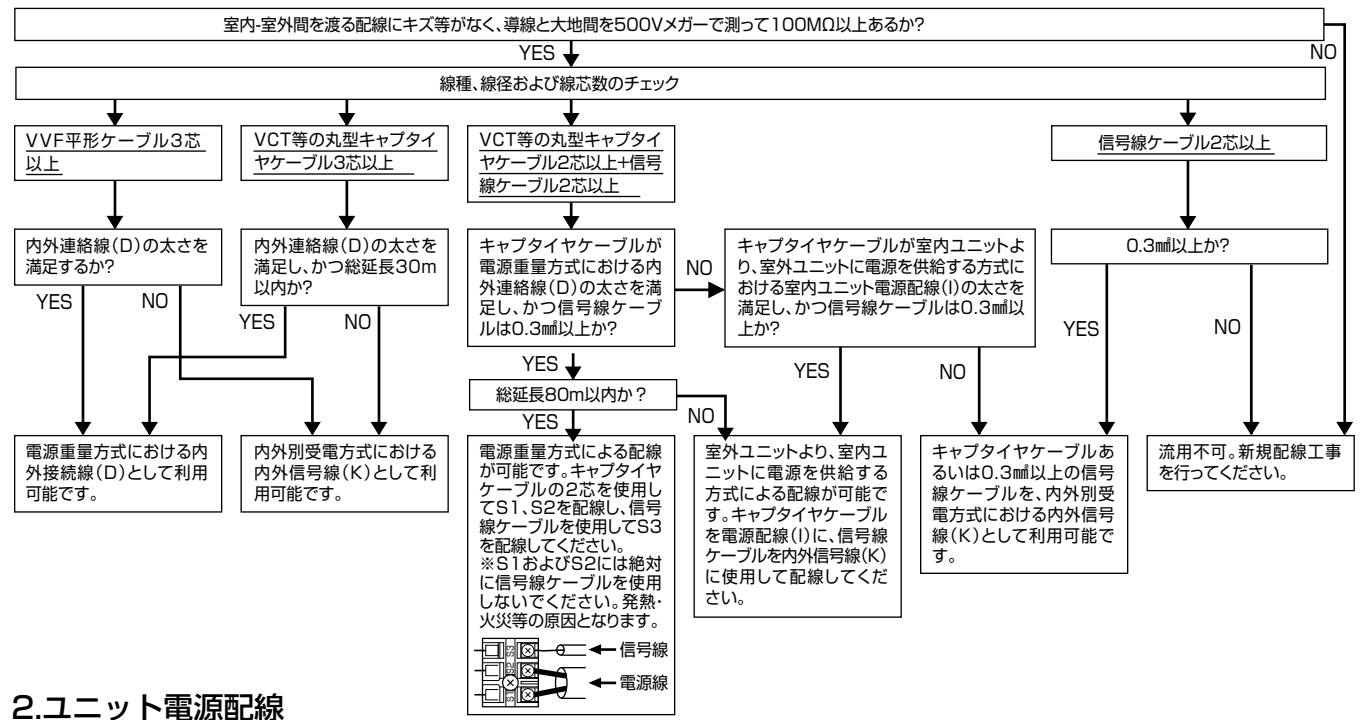 室内-室外間を渡る配線にキズ等がなく、導線と大地間を500Vメガーで測って100MΩ以上あるか?
YES
NO
線種、線径および線芯数のチェック
VVF平形ケーブル3芯
以上
VCT等の丸型キャプタイ
ヤケーブル3芯以上
VCT等の丸型キャプタイ
ヤケーブル2芯以上+信号
線ケーブル2芯以上
信号線ケーブル2芯以上
内外連絡線(D)の太さを
満足するか?
内外連絡線(D)の太さを
満足し、かつ総延長30m
以内か?
キャプタイヤケーブルが
電源重量方式における内
外連絡線(D)の太さを満
足し、かつ信号線ケーブ
ルは0.3㎟以上か?
NO
キャプタイヤケーブルが室内ユニットよ
り、室外ユニットに電源を供給する方式に
おける室内ユニット電源配線(I)の太さを
満足し、かつ信号線ケーブルは0.3㎟以
上か?
0.3㎟以上か?
YES
NO
YES
NO
YES
YES
NO
YES
NO
総延長80m以内か?
YES
NO
電源重量方式における内
外接続線(D)として利用
可能です。
内外別受電方式における
内外信号線(K)として利
用可能です。
電源重量方式による配線
が可能です。キャプタイヤ
ケーブルの2芯を使用し
てS1、S2を配線し、信号
線ケーブルを使用してS3
を配線してください。
※S1およびS2には絶対
に信号線ケーブルを使用
しないでください。発熱・
火災等の原因となります。
S3
S2
S1
信号線
電源線
室外ユニットより、室内ユ
ニットに電源を供給する
方式による配線が可能で
す。キャプタイヤケーブル
を電源配線(I)に、信号線
ケーブルを内外信号線(K)
に使用して配線してくだ
さい。
キャプタイヤケーブルあ
るいは0.3㎟以上の信号
線ケーブルを、内外別受
電方式における内外信号
線(K)として利用可能で
す。
流用不可。新規配線工事
を行ってください。
2.ユニット電源配線